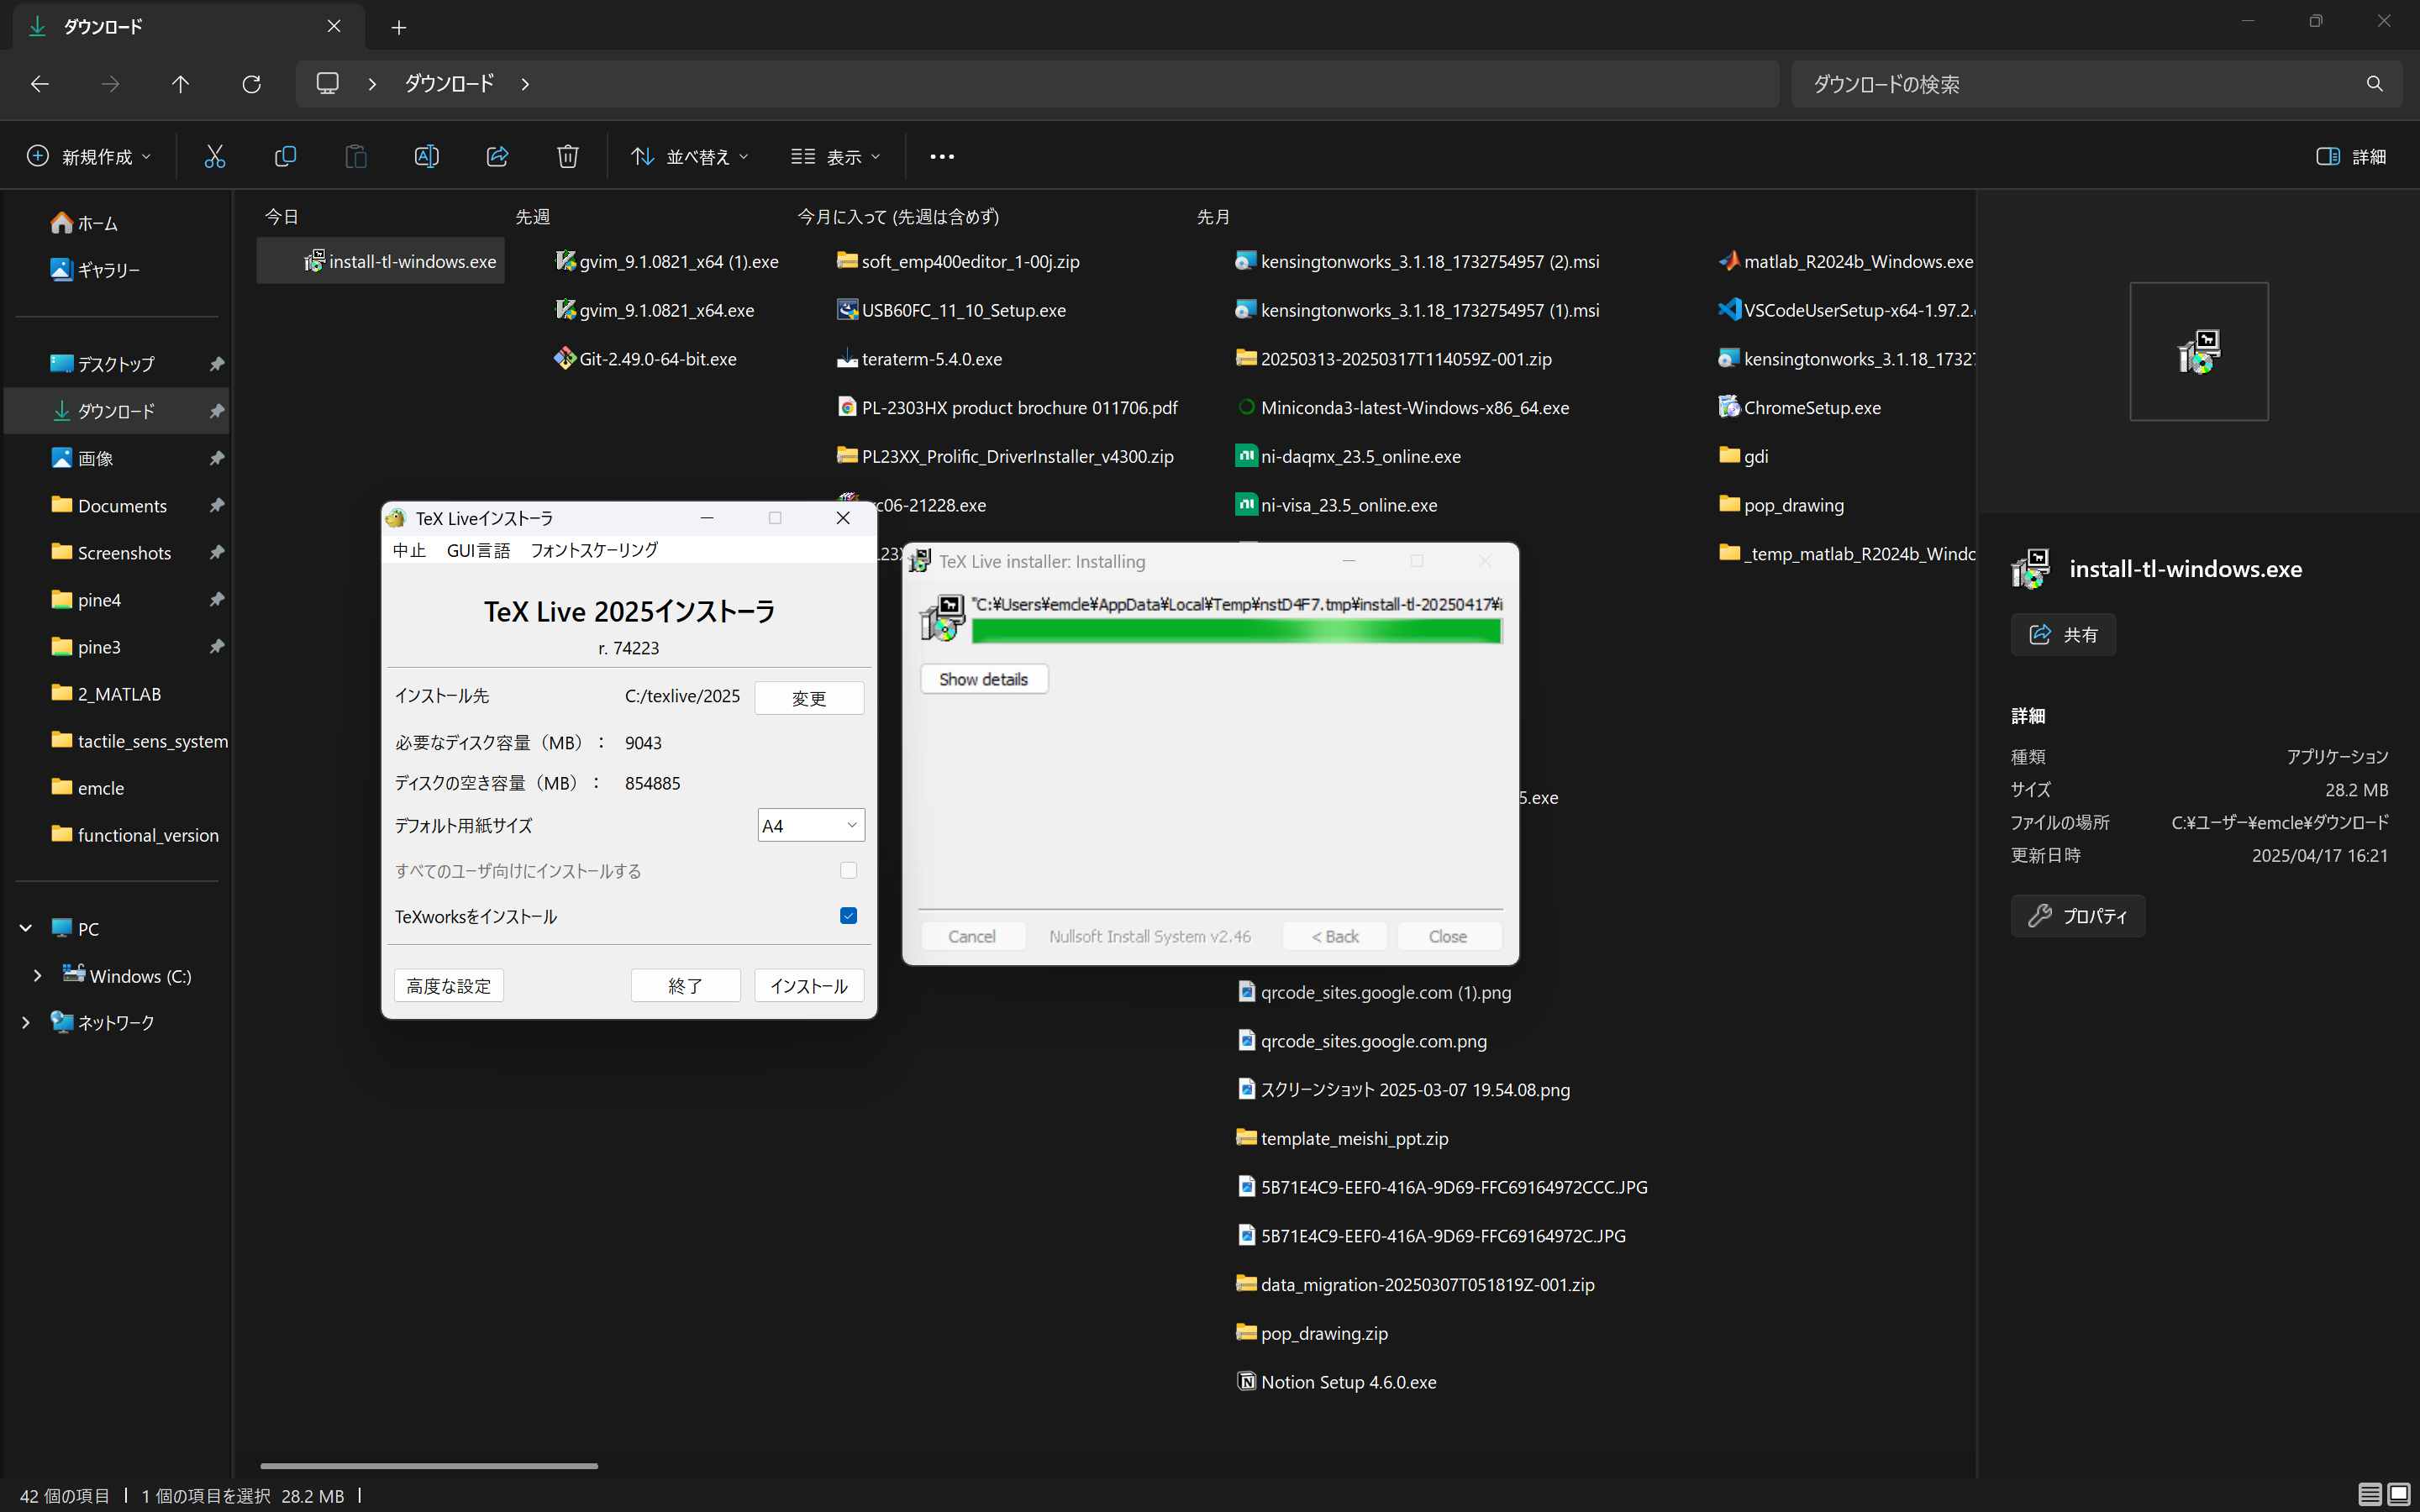 ダウンロード
ダウンロード
ダウンロードの検索
新規作成
並べ替え
表示
詳細
ホーム
ギャラリー
デスクトップ
ダウンロード
画像
Documents
Screenshots
pine4
pine3
2_MATLAB
tactile_sens_system
emcle
functional_version
PC
Windows (C:)
ネットワーク
今日
install-tl-windows.exe
先週
gvim_9.1.0821_x64 (1).exe
gvim_9.1.0821_x64.exe
Git-2.49.0-64-bit.exe
今月に入って (先週は含めず)
soft_emp400editor_1-00j.zip
USB60FC_11_10_Setup.exe
teraterm-5.4.0.exe
PL-2303HX product brochure 011706.pdf
PL23XX_Prolific_DriverInstaller_v4300.zip
c06-21228.exe
先月
kensingtonworks_3.1.18_1732754957 (2).msi
kensingtonworks_3.1.18_1732754957 (1).msi
20250313-20250317T114059Z-001.zip
Miniconda3-latest-Windows-x86_64.exe
ni-daqmx_23.5_online.exe
ni-visa_23.5_online.exe
5.exe
qrcode_sites.google.com (1).png
qrcode_sites.google.com.png
スクリーンショット 2025-03-07 19.54.08.png
template_meishi_ppt.zip
5B71E4C9-EEF0-416A-9D69-FFC69164972CCC.JPG
5B71E4C9-EEF0-416A-9D69-FFC69164972C.JPG
data_migration-20250307T051819Z-001.zip
pop_drawing.zip
Notion Setup 4.6.0.exe
matlab_R2024b_Windows.exe
VSCodeUserSetup-x64-1.97.2.
kensingtonworks_3.1.18_1732
ChromeSetup.exe
gdi
pop_drawing
_temp_matlab_R2024b_Windo
TeX Liveインストーラ
中止 GUI言語 フォントスケーリング
TeX Live 2025インストーラ
r. 74223
インストール先 C:/texlive/2025 変更
必要なディスク容量（MB）： 9043
ディスクの空き容量（MB）： 854885
デフォルト用紙サイズ A4
すべてのユーザ向けにインストールする
TeXworksをインストール
高度な設定 終了 インストール
TeX Live installer: Installing
"C:¥Users¥emcle¥AppData¥Local¥Temp¥nstD4F7.tmp¥install-tl-20250417¥i
Show details
Cancel Nullsoft Install System v2.46 < Back Close
install-tl-windows.exe
共有
詳細
種類 アプリケーション
サイズ 28.2 MB
ファイルの場所 C:¥ユーザー¥emcle¥ダウンロード
更新日時 2025/04/17 16:21
プロパティ
42 個の項目 1 個の項目を選択 28.2 MB